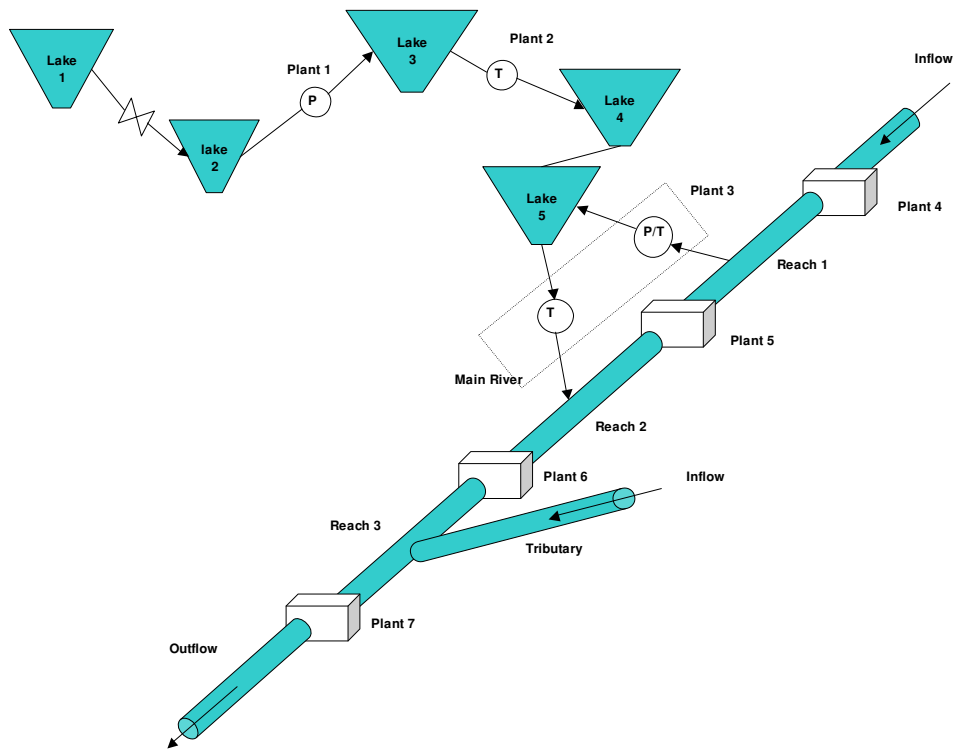 Lake
1
Plant 1
P
lake
2
Lake
3
Plant 2
T
Lake
4
Inflow
Lake
5
Plant 3
P/T
Plant 4
Reach 1
T
Plant 5
Main River
Reach 2
Plant 6
Inflow
Reach 3
Tributary
Plant 7
Outflow